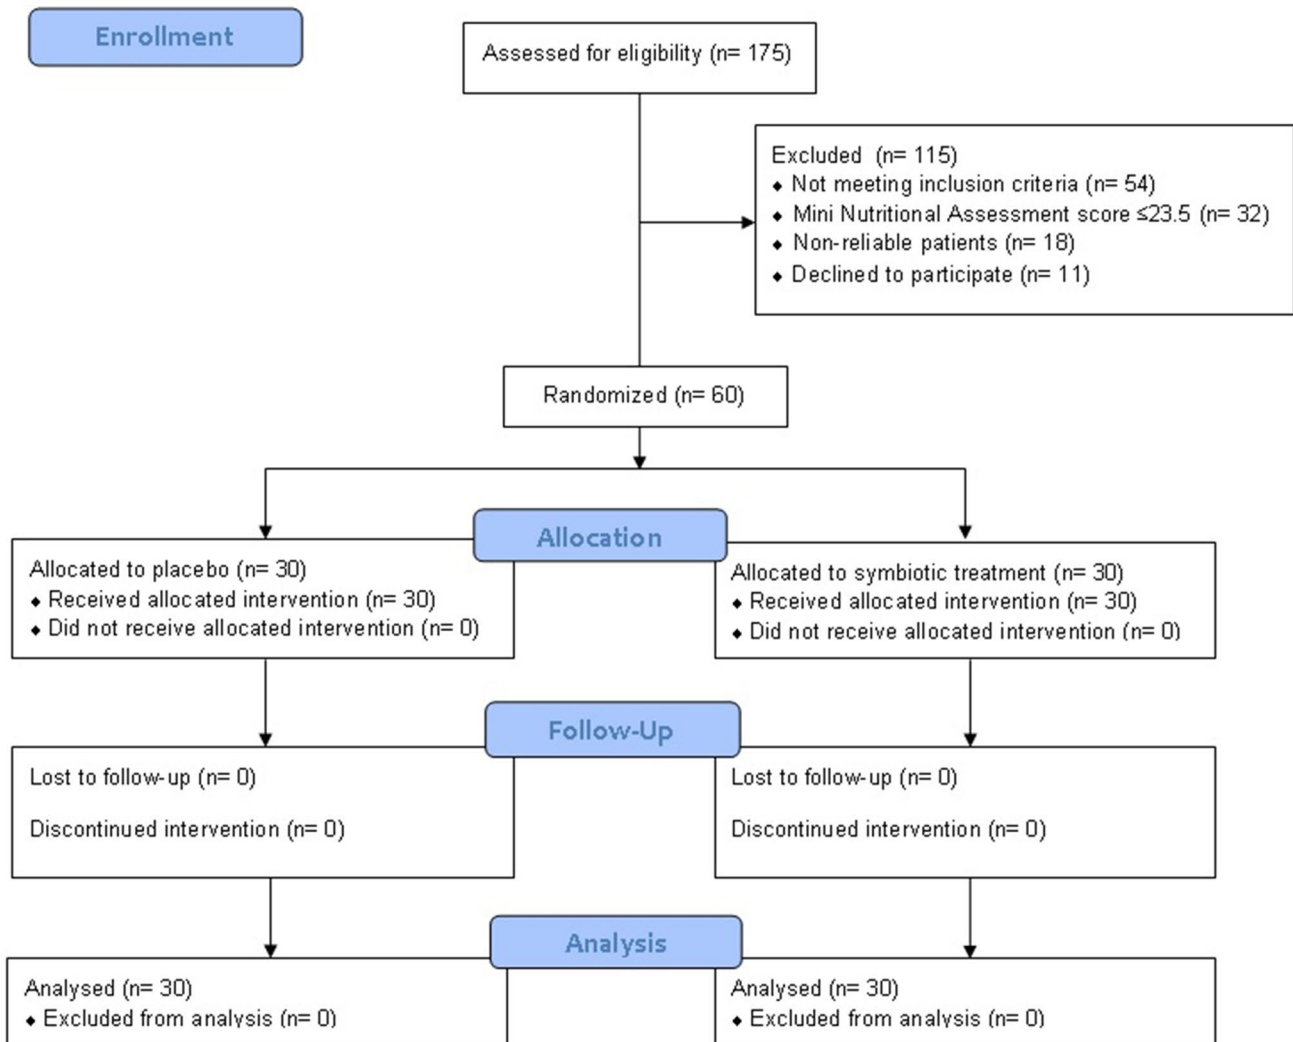 Enrollment
Assessed for eligibility (n= 175)
Excluded (n= 115)
♦ Not meeting inclusion criteria (n= 54)
♦ Mini Nutritional Assessment score ≤23.5 (n= 32)
♦ Non-reliable patients (n= 18)
♦ Declined to participate (n= 11)
Randomized (n= 60)
Allocation
Allocated to placebo (n= 30)
♦ Received allocated intervention (n= 30)
♦ Did not receive allocated intervention (n= 0)
Allocated to symbiotic treatment (n= 30)
♦ Received allocated intervention (n= 30)
♦ Did not receive allocated intervention (n= 0)
Follow-Up
Lost to follow-up (n= 0)
Discontinued intervention (n= 0)
Lost to follow-up (n= 0)
Discontinued intervention (n= 0)
Analysis
Analysed (n= 30)
♦ Excluded from analysis (n= 0)
Analysed (n= 30)
♦ Excluded from analysis (n= 0)